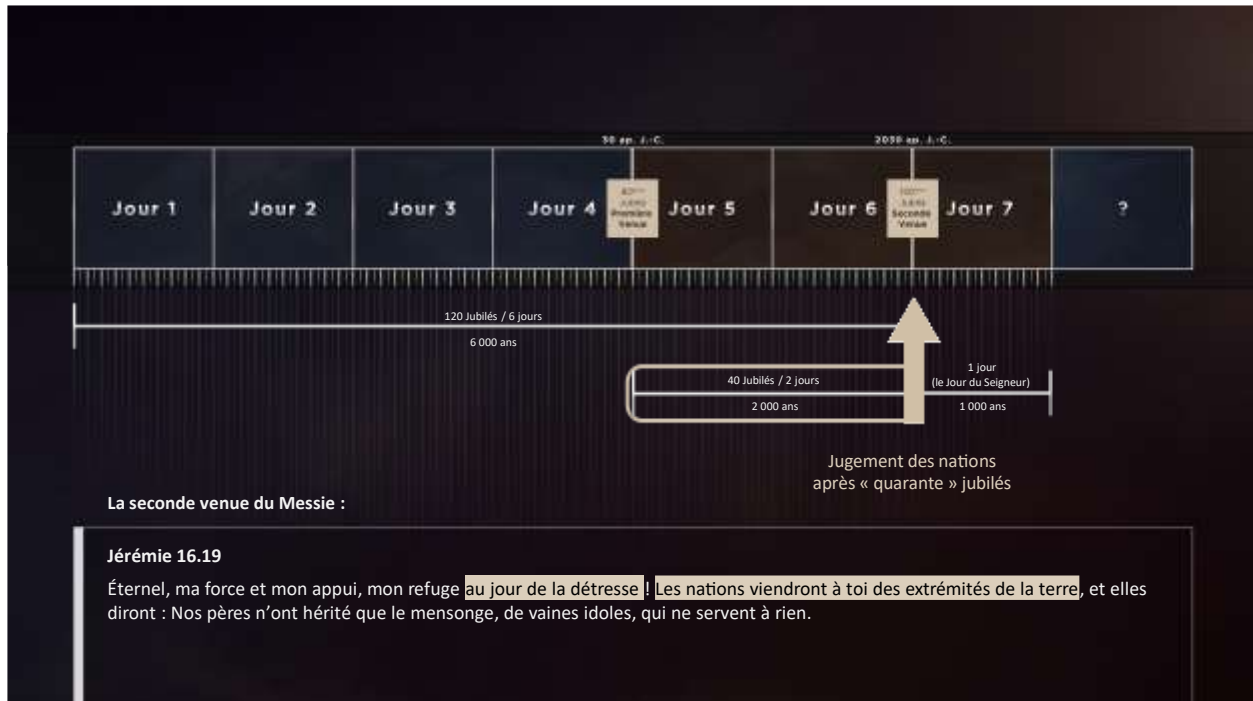 30 ap. J.-C.
2030 ap. J.-C.
Jour 1
Jour 2
Jour 3
Jour 4
Première
Venue
Jour 5
Jour 6
Seconde
Venue
Jour 7
?
120 Jubilés / 6 jours
6 000 ans
40 Jubilés / 2 jours
2 000 ans
1 jour
(le Jour du Seigneur)
1 000 ans
Jugement des nations
après « quarante » jubilés
La seconde venue du Messie :
Jérémie 16.19
Éternel, ma force et mon appui, mon refuge au jour de la détresse ! Les nations viendront à toi des extrémités de la terre, et elles
diront : Nos pères n’ont hérité que le mensonge, de vaines idoles, qui ne servent à rien.